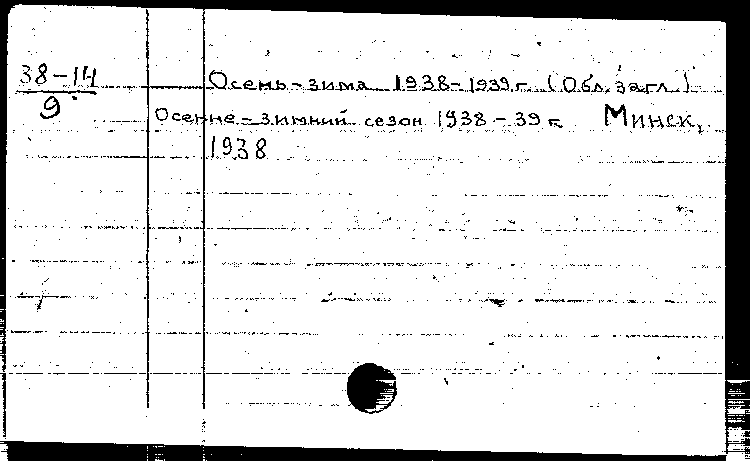 38-14
9
Осень-зима 1938-1939 г. (Обл. загл.)
Осенне-зимний сезон 1938-39 г. Минск,
1938